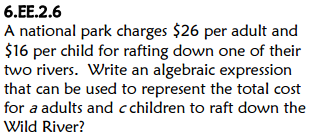 6.EE.2.6
A national park charges $26 per adult and
$16 per child for rafting down one of their
two rivers.  Write an algebraic expression
that can be used to represent the total cost
for a adults and c children to raft down the
Wild River?